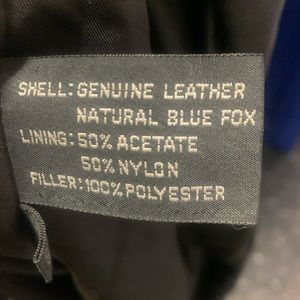 SHELL: GENUINE LEATHER
NATURAL BLUE FOX
LINING: 50% ACETATE
50% NYLON
FILLER: 100% POLYESTER